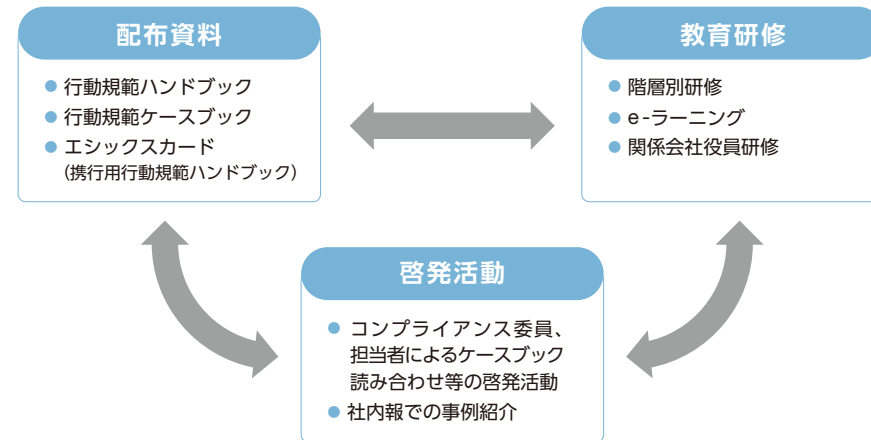 配布資料
● 行動規範ハンドブック
● 行動規範ケースブック
● エシックスカード
（携行用行動規範ハンドブック）
教育研修
● 階層別研修
● e-ラーニング
● 関係会社役員研修
啓発活動
● コンプライアンス委員、
担当者によるケースブック
読み合わせ等の啓発活動
● 社内報での事例紹介